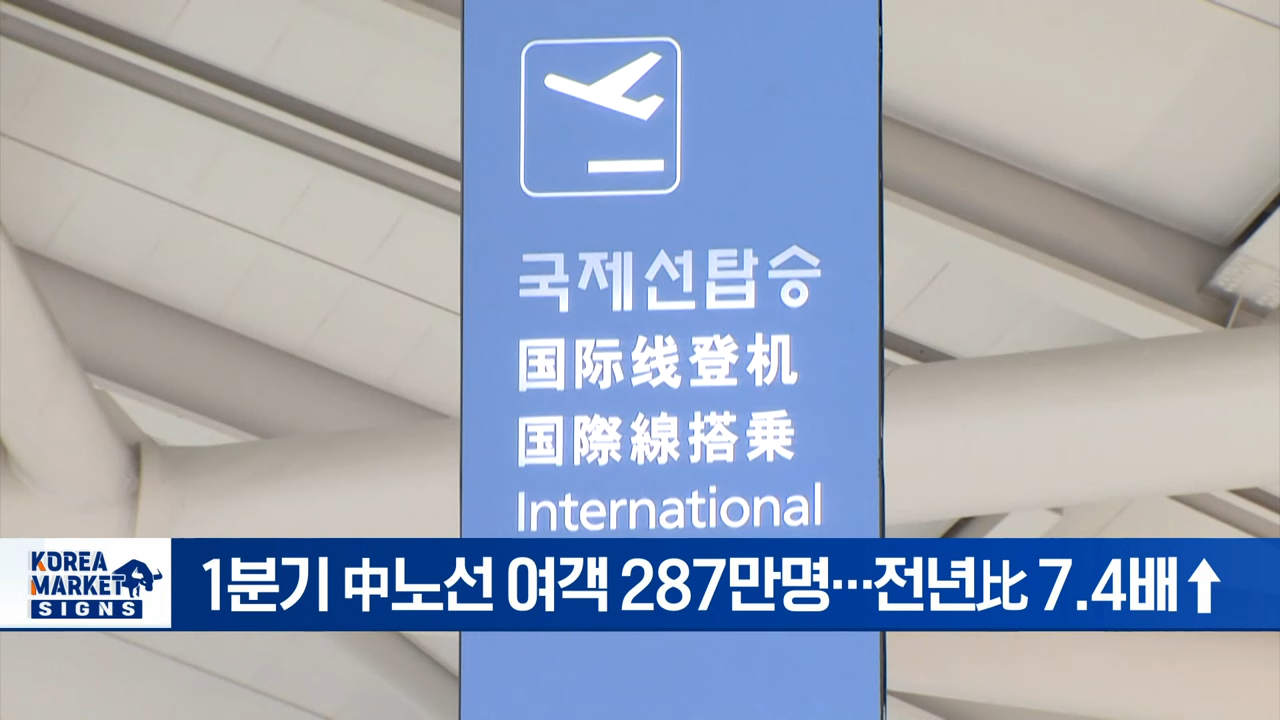 국제선탑승
国际线登机
国際線搭乗
International
KOREA
MARKET
SIGNS
1분기 中노선 여객 287만명…전년比 7.4배↑